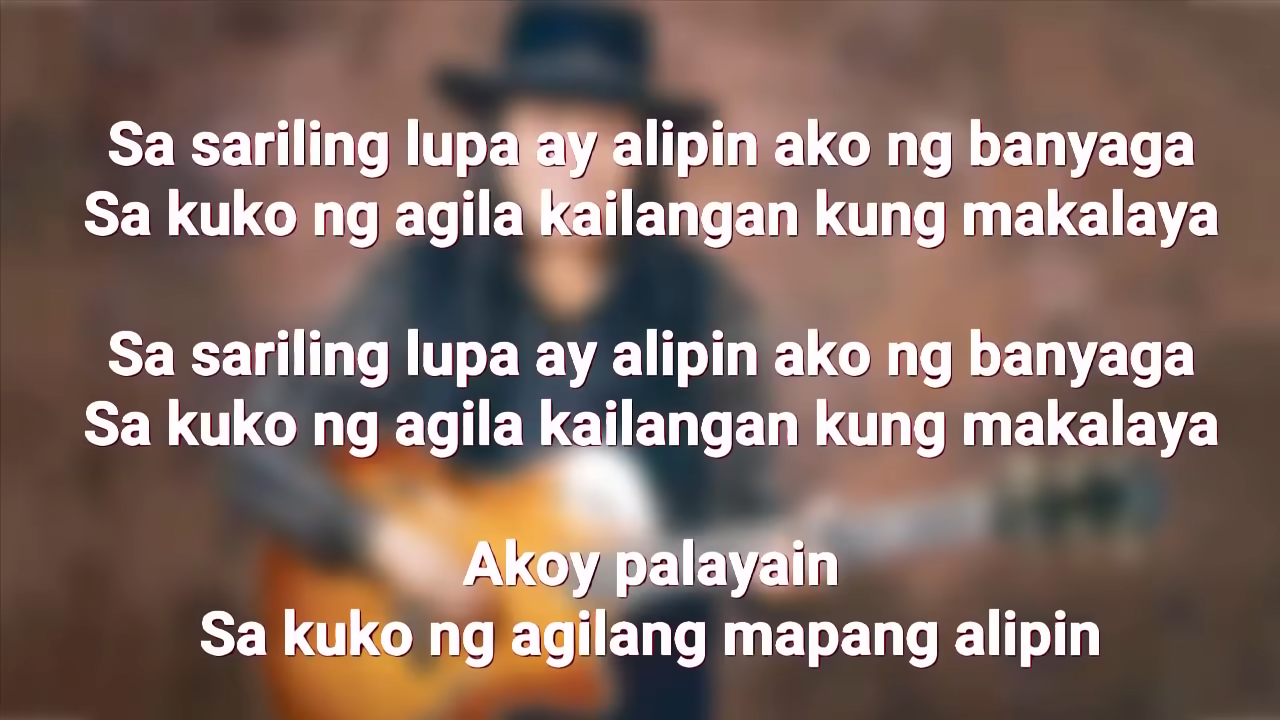 Sa sariling lupa ay alipin ako ng banyaga
Sa kuko ng agila kailangan kung makalaya
Sa sariling lupa ay alipin ako ng banyaga
Sa kuko ng agila kailangan kung makalaya
Akoy palayain
Sa kuko ng agilang mapang alipin